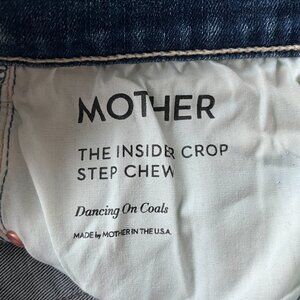 MOTHER
THE INSIDER CROP
STEP CHEW
Dancing On Coals
MADE by MOTHER IN THE U.S.A.